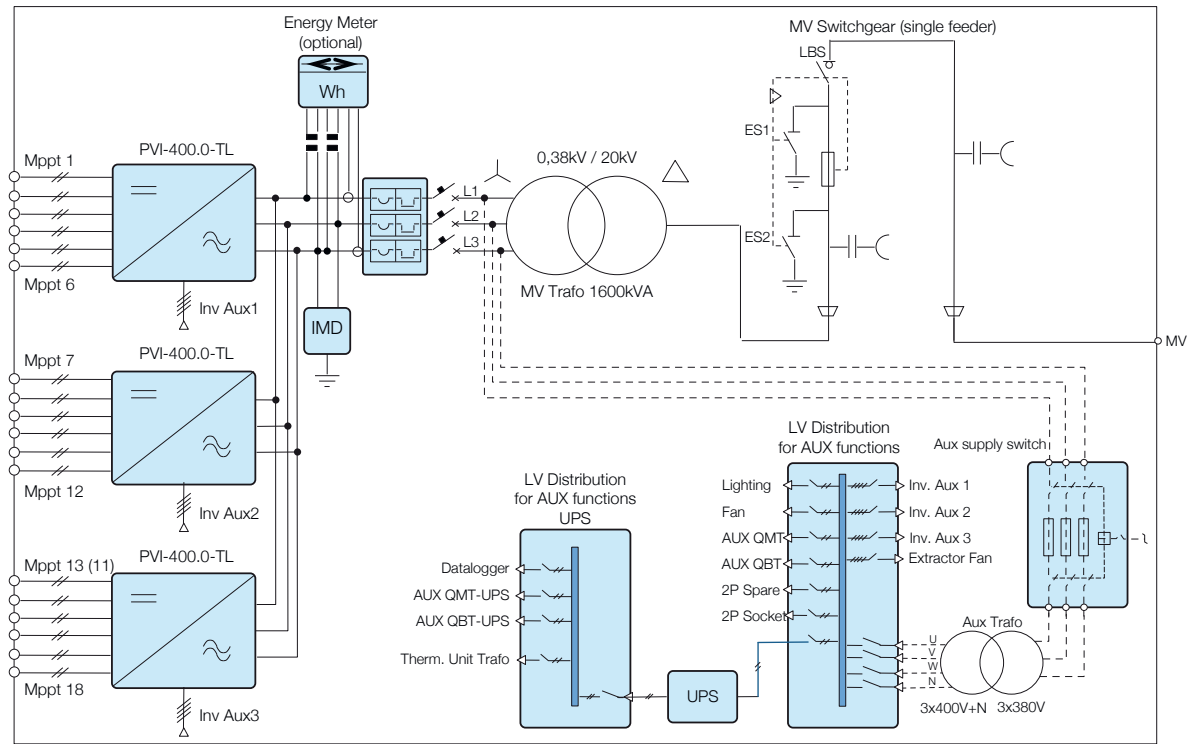 Energy Meter
(optional)
Wh
MV Switchgear (single feeder)
LBS
ES1
ES2
Mppt 1
PVI-400.0-TL
Mppt 6
Inv Aux1
L1
L2
L3
0,38kV / 20kV
MV Trafo 1600kVA
IMD
MV
Mppt 7
PVI-400.0-TL
Mppt 12
Inv Aux2
Mppt 13 (11)
PVI-400.0-TL
Mppt 18
Inv Aux3
LV Distribution
for AUX functions
UPS
Datalogger
AUX QMT-UPS
AUX QBT-UPS
Therm. Unit Trafo
UPS
LV Distribution
for AUX functions
Lighting
Fan
AUX QMT
AUX QBT
2P Spare
2P Socket
Inv. Aux 1
Inv. Aux 2
Inv. Aux 3
Extractor Fan
Aux supply switch
Aux Trafo
U
V
W
N
3x400V+N
3x380V